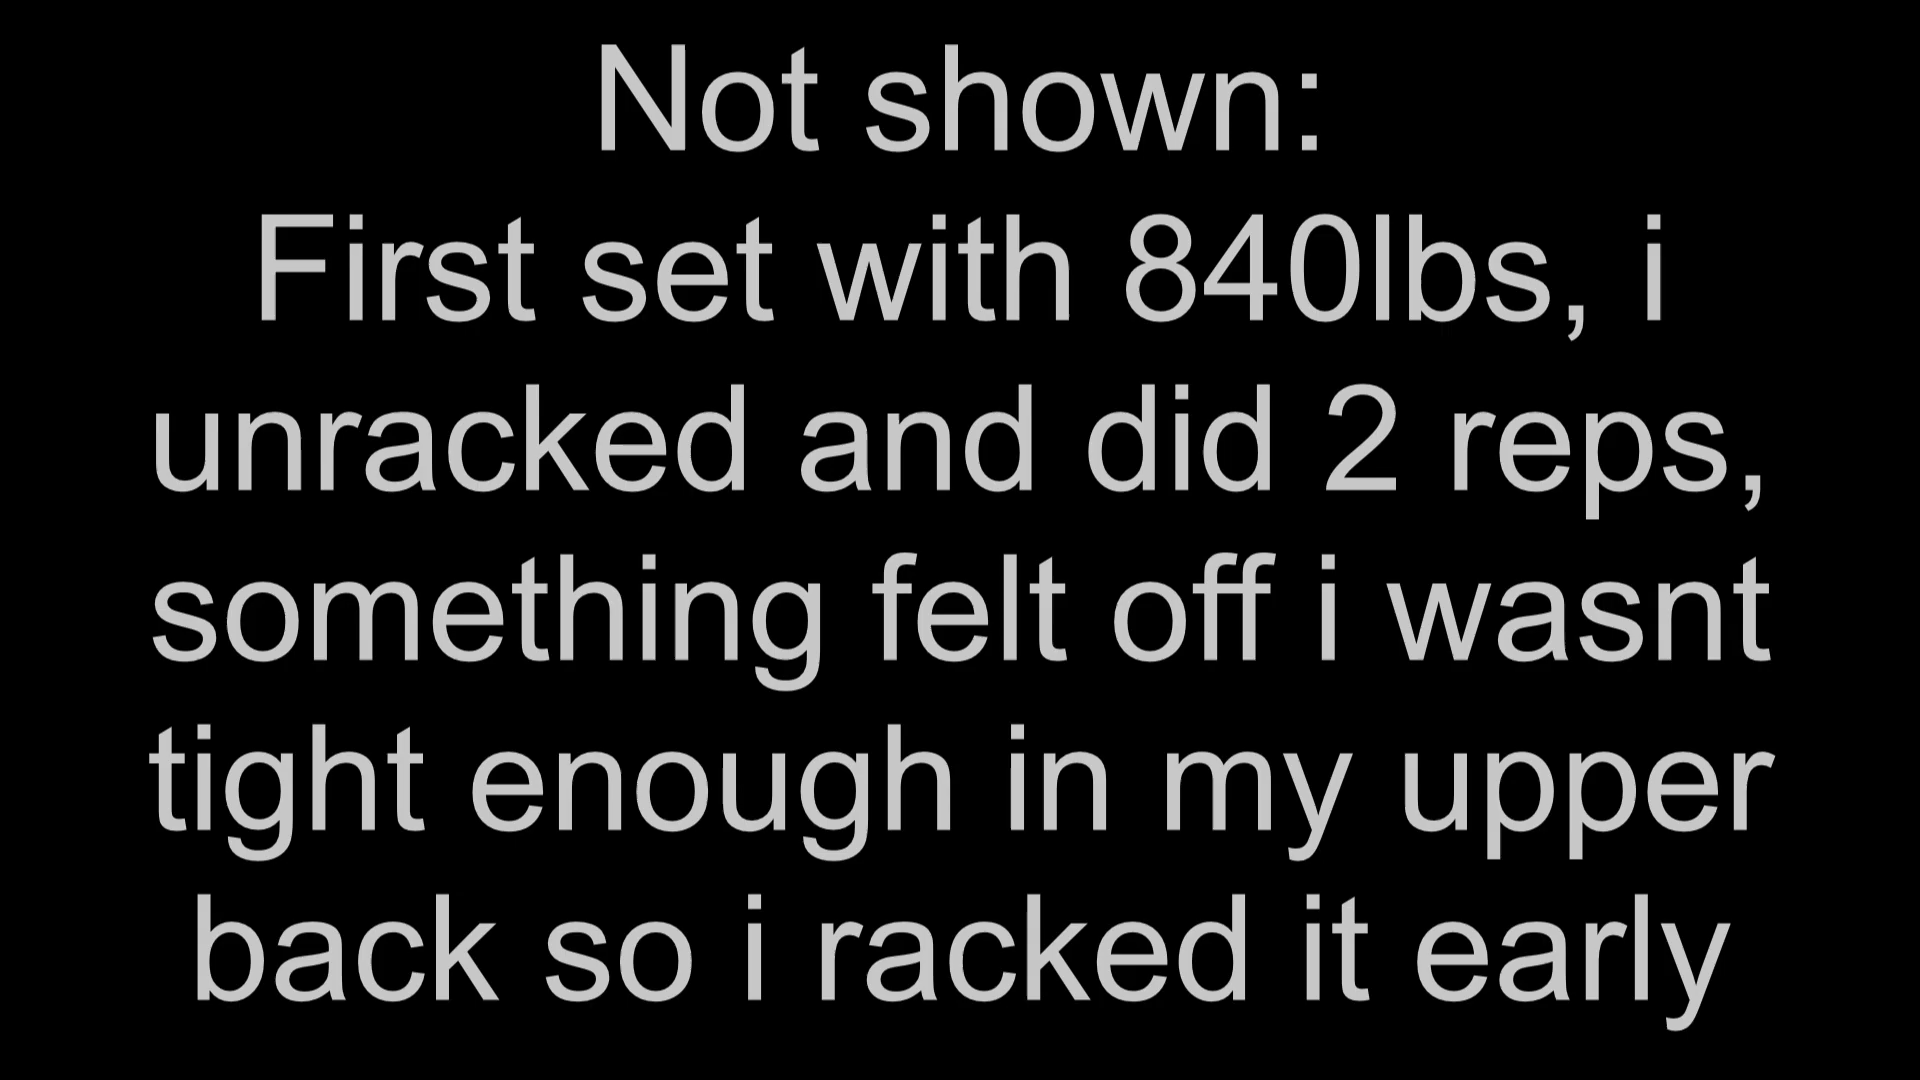 Not shown:
First set with 840lbs, i
unracked and did 2 reps,
something felt off i wasnt
tight enough in my upper
back so i racked it early